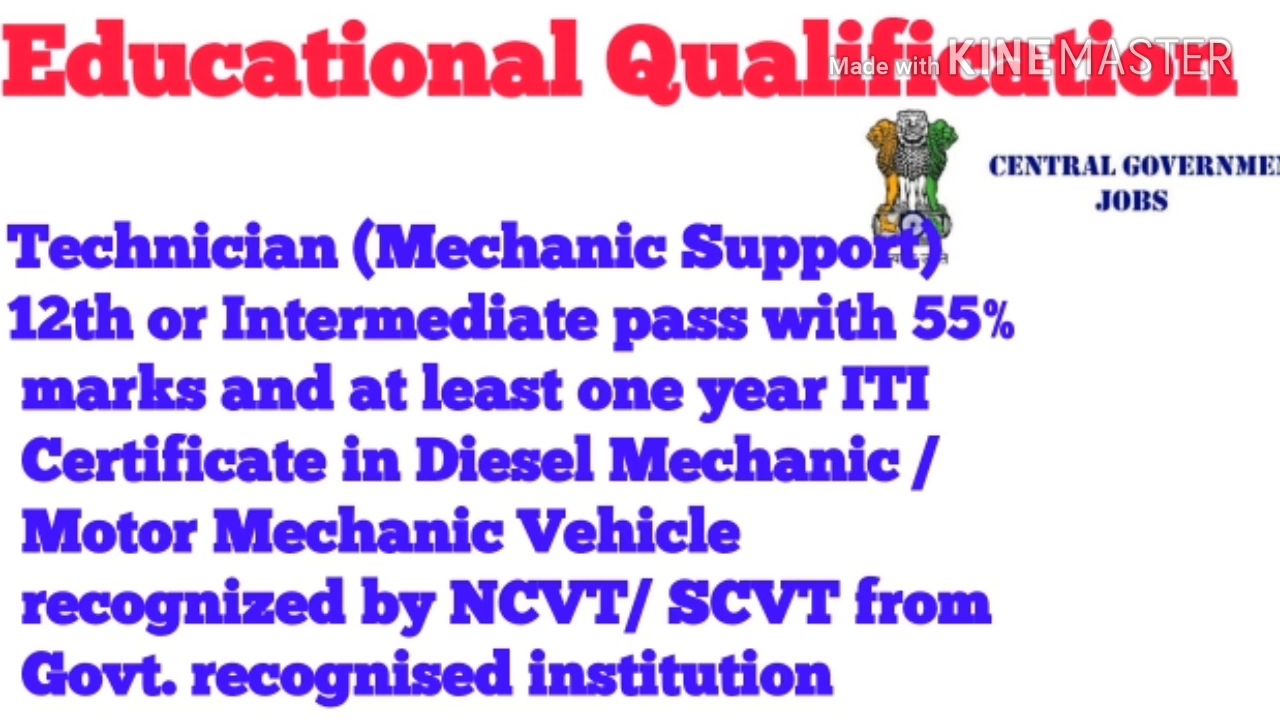 Educational Qualification
Made with KINEMASTER
CENTRAL GOVERNMEN
JOBS
Technician (Mechanic Support)
12th or Intermediate pass with 55%
marks and at least one year ITI
Certificate in Diesel Mechanic /
Motor Mechanic Vehicle
recognized by NCVT/ SCVT from
Govt. recognised institution